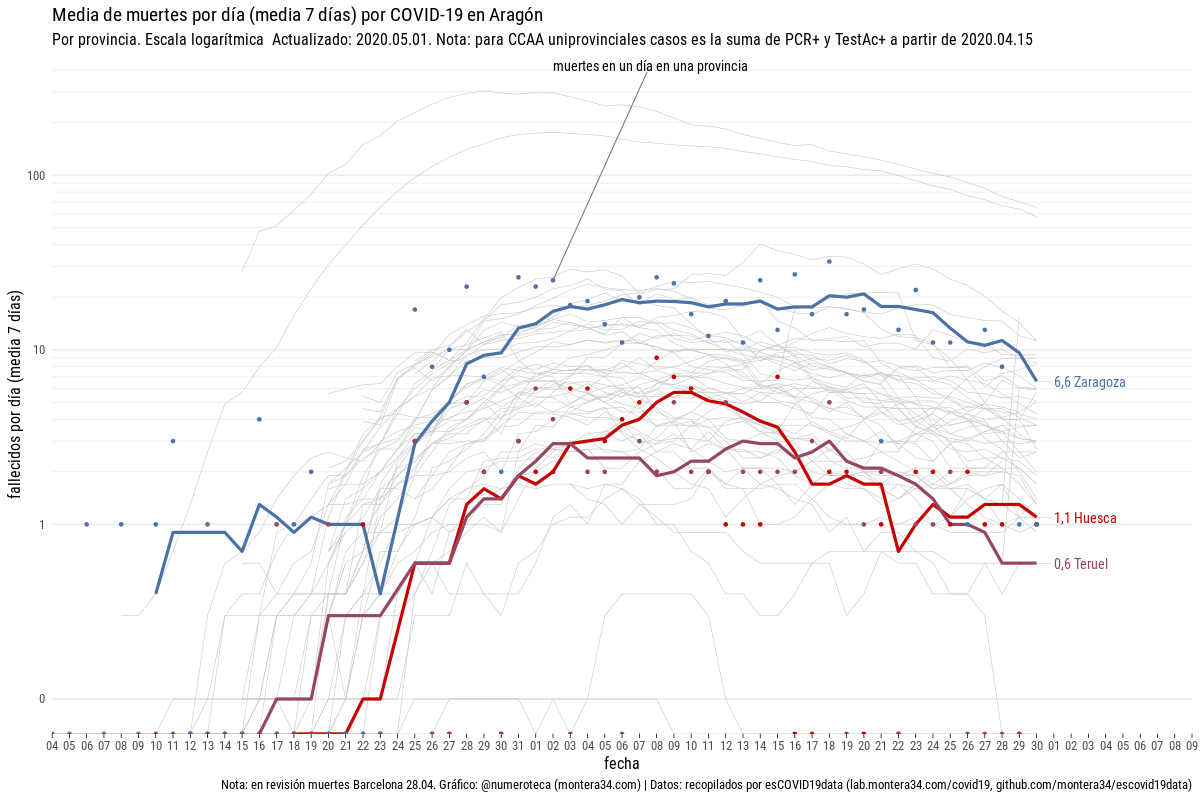 Media de muertes por día (media 7 días) por COVID-19 en Aragón
Por provincia. Escala logarítmica  Actualizado: 2020.05.01. Nota: para CCAA uniprovinciales casos es la suma de PCR+ y TestAc+ a partir de 2020.04.15
muertes en un día en una provincia
fallecidos por día (media  7 días)
100
10
1
0
6,6 Zaragoza
1,1 Huesca
0,6 Teruel
04 05 06 07 08 09 10 11 12 13 14 15 16 17 18 19 20 21 22 23 24 25 26 27 28 29 30 31 01 02 03 04 05 06 07 08 09 10 11 12 13 14 15 16 17 18 19 20 21 22 23 24 25 26 27 28 29 30 01 02 03 04 05 06 07 08 09
fecha
Nota: en revisión muertes Barcelona 28.04. Gráfico: @numeroteca (montera34.com) | Datos: recopilados por esCOVID19data (lab.montera34.com/covid19, github.com/montera34/escovid19data)